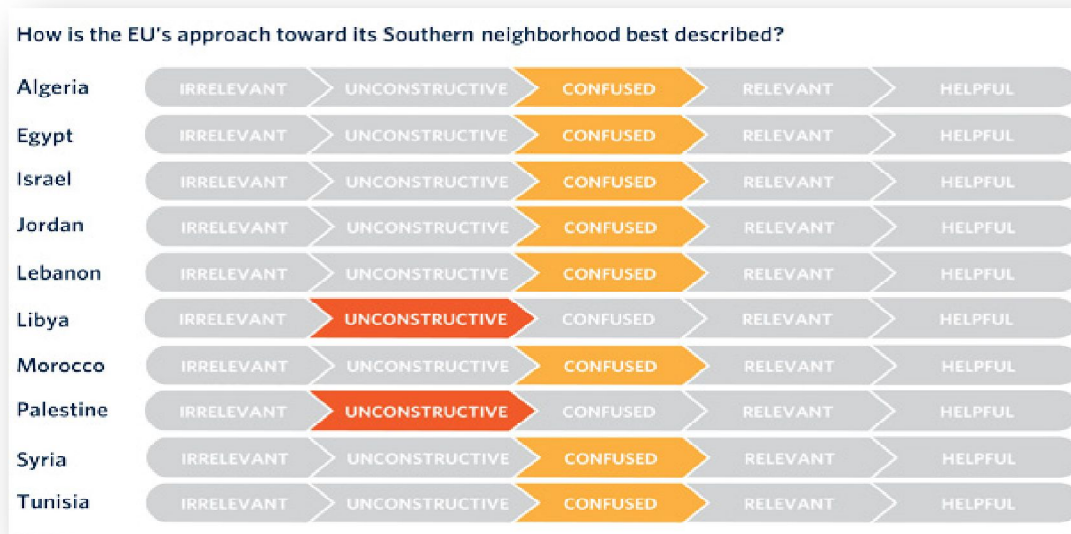 How is the EU's approach toward its Southern neighborhood best described?
Algeria IRRELEVANT UNCONSTRUCTIVE CONFUSED RELEVANT HELPFUL
Egypt IRRELEVANT UNCONSTRUCTIVE CONFUSED RELEVANT HELPFUL
Israel IRRELEVANT UNCONSTRUCTIVE CONFUSED RELEVANT HELPFUL
Jordan IRRELEVANT UNCONSTRUCTIVE CONFUSED RELEVANT HELPFUL
Lebanon IRRELEVANT UNCONSTRUCTIVE CONFUSED RELEVANT HELPFUL
Libya IRRELEVANT UNCONSTRUCTIVE CONFUSED RELEVANT HELPFUL
Morocco IRRELEVANT UNCONSTRUCTIVE CONFUSED RELEVANT HELPFUL
Palestine IRRELEVANT UNCONSTRUCTIVE CONFUSED RELEVANT HELPFUL
Syria IRRELEVANT UNCONSTRUCTIVE CONFUSED RELEVANT HELPFUL
Tunisia IRRELEVANT UNCONSTRUCTIVE CONFUSED RELEVANT HELPFUL